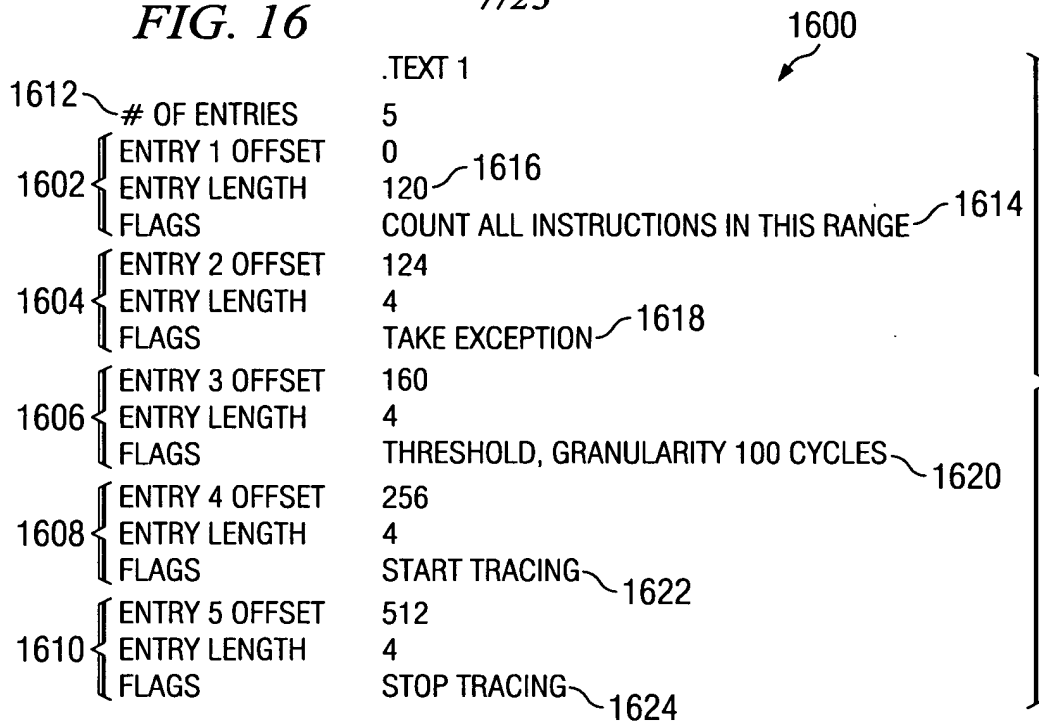 FIG. 16
1600
.TEXT 1
1612 # OF ENTRIES 5
ENTRY 1 OFFSET 0
1602 ENTRY LENGTH 120 1616
FLAGS COUNT ALL INSTRUCTIONS IN THIS RANGE 1614
ENTRY 2 OFFSET 124
1604 ENTRY LENGTH 4
FLAGS TAKE EXCEPTION 1618
ENTRY 3 OFFSET 160
1606 ENTRY LENGTH 4
FLAGS THRESHOLD, GRANULARITY 100 CYCLES 1620
ENTRY 4 OFFSET 256
1608 ENTRY LENGTH 4
FLAGS START TRACING 1622
ENTRY 5 OFFSET 512
1610 ENTRY LENGTH 4
FLAGS STOP TRACING 1624